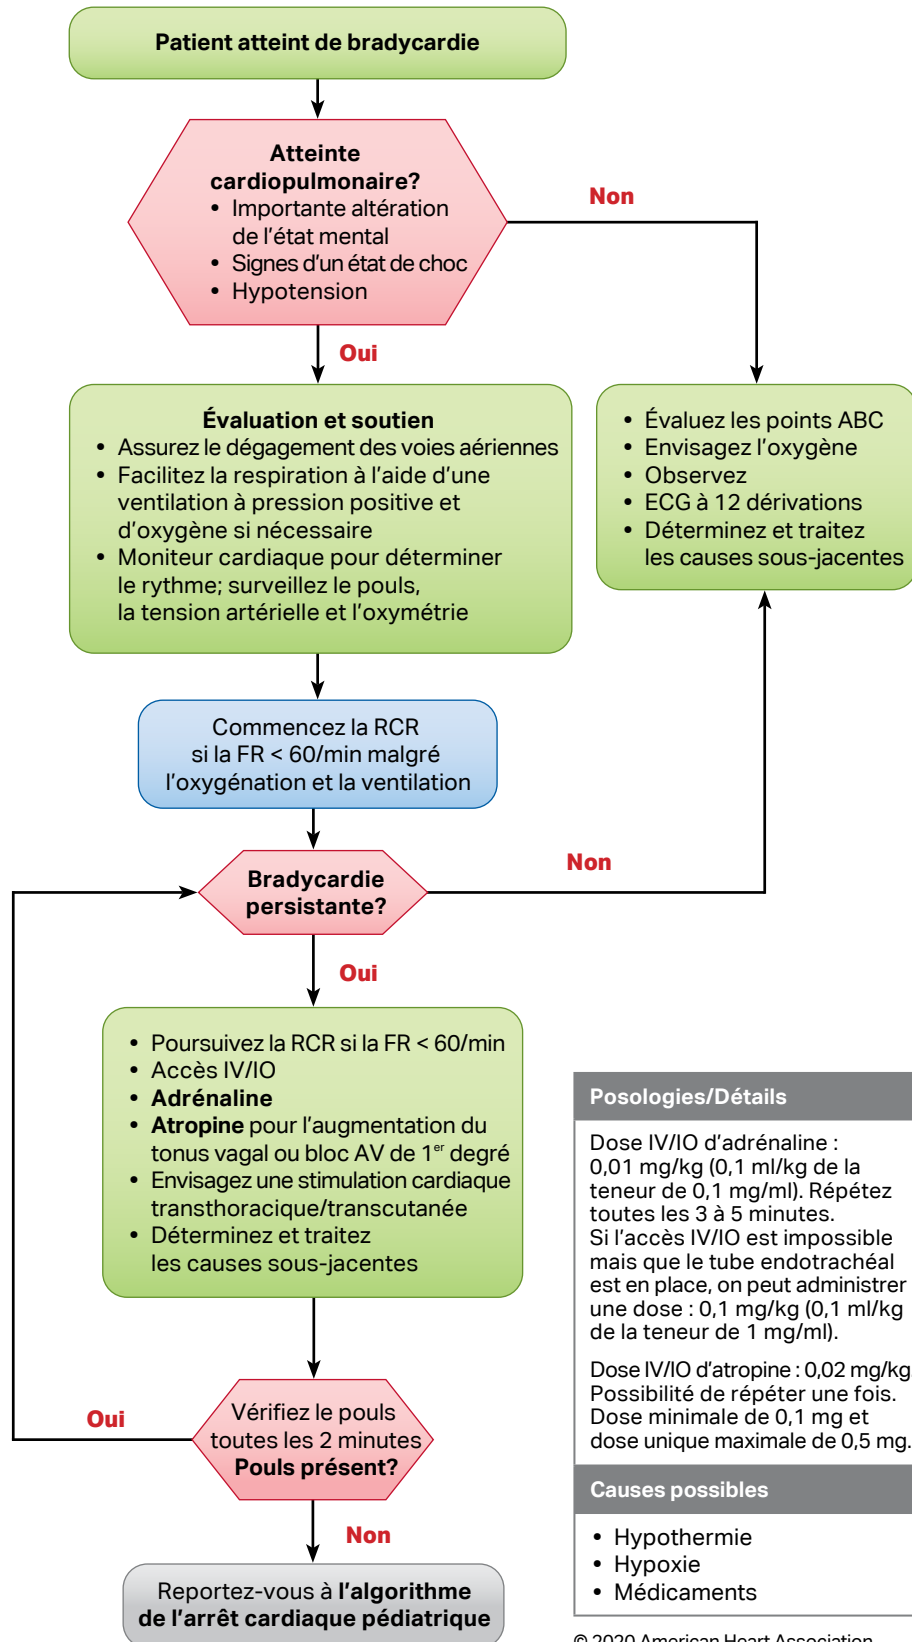 Patient atteint de bradycardie
Atteinte
cardiopulmonaire?
• Importante altération
de l'état mental
• Signes d'un état de choc
• Hypotension
Non
Oui
Évaluation et soutien
• Assurez le dégagement des voies aériennes
• Facilitez la respiration à l'aide d'une
ventilation à pression positive et
d'oxygène si nécessaire
• Moniteur cardiaque pour déterminer
le rythme; surveillez le pouls,
la tension artérielle et l'oxymétrie
• Évaluez les points ABC
• Envisagez l'oxygène
• Observez
• ECG à 12 dérivations
• Déterminez et traitez
les causes sous-jacentes
Commencez la RCR
si la FR < 60/min malgré
l'oxygénation et la ventilation
Bradycardie
persistante?
Non
Oui
• Poursuivez la RCR si la FR < 60/min
• Accès IV/IO
• Adrénaline
• Atropine pour l'augmentation du
tonus vagal ou bloc AV de 1er degré
• Envisagez une stimulation cardiaque
transthoracique/transcutanée
• Déterminez et traitez
les causes sous-jacentes
Vérifiez le pouls
toutes les 2 minutes
Pouls présent?
Oui
Non
Reportez-vous à l'algorithme
de l'arrêt cardiaque pédiatrique
Posologies/Détails
Dose IV/IO d'adrénaline :
0,01 mg/kg (0,1 ml/kg de la
teneur de 0,1 mg/ml). Répétez
toutes les 3 à 5 minutes.
Si l'accès IV/IO est impossible
mais que le tube endotrachéal
est en place, on peut administrer
une dose : 0,1 mg/kg (0,1 ml/kg
de la teneur de 1 mg/ml).
Dose IV/IO d'atropine : 0,02 mg/kg.
Possibilité de répéter une fois.
Dose minimale de 0,1 mg et
dose unique maximale de 0,5 mg.
Causes possibles
• Hypothermie
• Hypoxie
• Médicaments
© 2020 American Heart Association